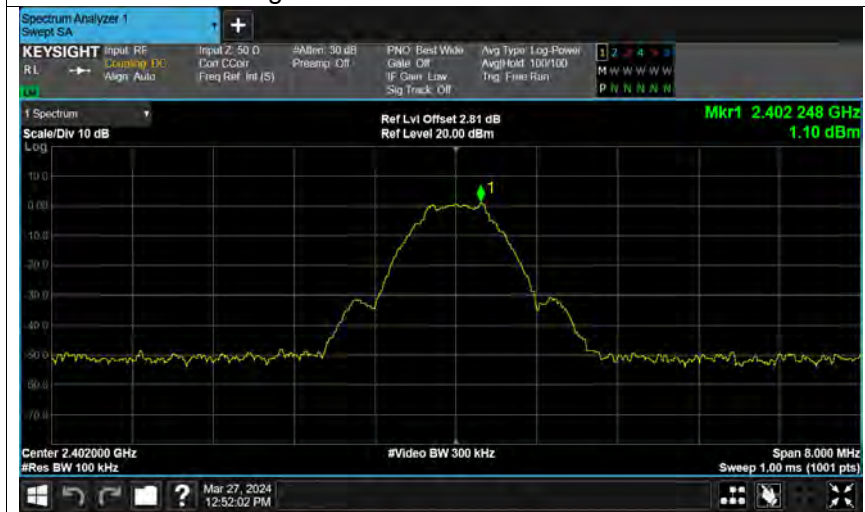 Spectrum Analyzer 1
Swept SA
+
KEYSIGHT Input: RF Input Z: 50 Ω #Atten: 30 dB PNO: Best Wide Avg Type: Log-Power 1 2 3 4 5 6
RL Coupling: DC Corr CCorr Preamp: Off Gate: Off Avg|Hold: 100/100 M W W W W W
Align: Auto Freq Ref: Int (S) IF Gain: Low Trig: Free Run
Sig Track: Off P N N N N N
1 Spectrum Ref Lvl Offset 2.81 dB Mkr1 2.402 248 GHz
Scale/Div 10 dB Ref Level 20.00 dBm 1.10 dBm
Log
10.0
1
0.00
-10.0
-20.0
-30.0
-40.0
-50.0
-60.0
-70.0
Center 2.402000 GHz #Video BW 300 kHz Span 8.000 MHz
#Res BW 100 kHz Sweep 1.00 ms (1001 pts)
? Mar 27, 2024
12:52:02 PM